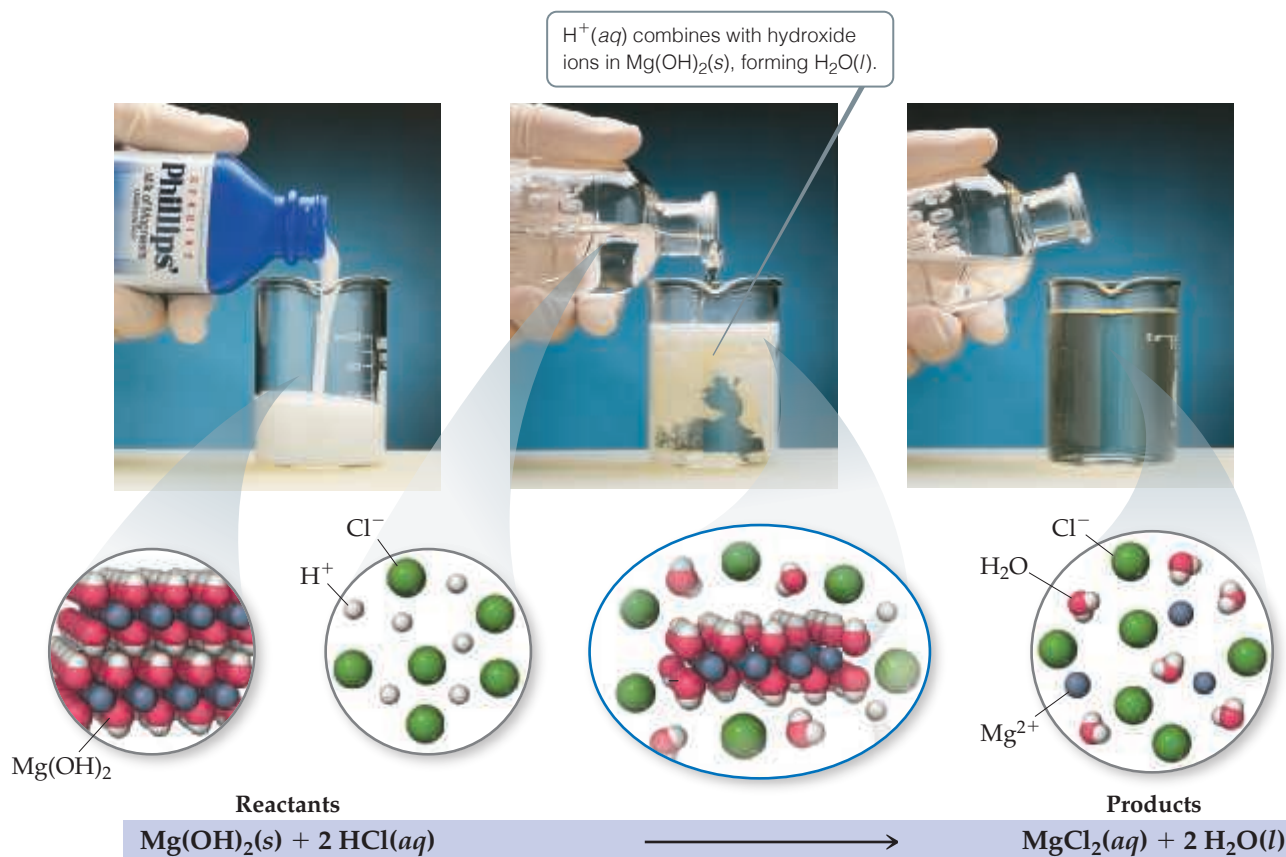 H⁺(aq) combines with hydroxide
ions in Mg(OH)₂(s), forming H₂O(l).
GENUINE
Phillips'
Milk of Magnesia
Cl⁻
H⁺
Mg(OH)₂
Cl⁻
H₂O
Mg²⁺
Reactants
Products
Mg(OH)₂(s) + 2 HCl(aq) ⟶ MgCl₂(aq) + 2 H₂O(l)